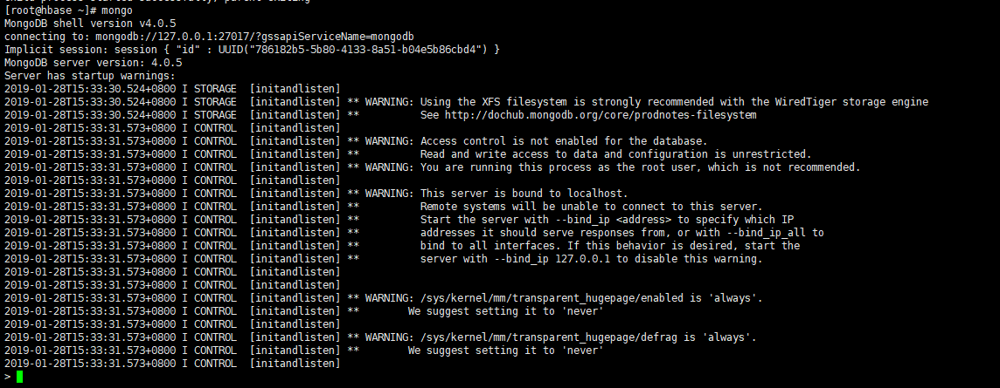 child process started successfully, parent exiting
[root@hbase ~]# mongo
MongoDB shell version v4.0.5
connecting to: mongodb://127.0.0.1:27017/?gssapiServiceName=mongodb
Implicit session: session { "id" : UUID("786182b5-5b80-4133-8a51-b04e5b86cbd4") }
MongoDB server version: 4.0.5
Server has startup warnings:
2019-01-28T15:33:30.524+0800 I STORAGE  [initandlisten]
2019-01-28T15:33:30.524+0800 I STORAGE  [initandlisten] ** WARNING: Using the XFS filesystem is strongly recommended with the WiredTiger storage engine
2019-01-28T15:33:30.524+0800 I STORAGE  [initandlisten] **          See http://dochub.mongodb.org/core/prodnotes-filesystem
2019-01-28T15:33:31.573+0800 I CONTROL  [initandlisten]
2019-01-28T15:33:31.573+0800 I CONTROL  [initandlisten] ** WARNING: Access control is not enabled for the database.
2019-01-28T15:33:31.573+0800 I CONTROL  [initandlisten] **          Read and write access to data and configuration is unrestricted.
2019-01-28T15:33:31.573+0800 I CONTROL  [initandlisten] ** WARNING: You are running this process as the root user, which is not recommended.
2019-01-28T15:33:31.573+0800 I CONTROL  [initandlisten]
2019-01-28T15:33:31.573+0800 I CONTROL  [initandlisten] ** WARNING: This server is bound to localhost.
2019-01-28T15:33:31.573+0800 I CONTROL  [initandlisten] **          Remote systems will be unable to connect to this server.
2019-01-28T15:33:31.573+0800 I CONTROL  [initandlisten] **          Start the server with --bind_ip <address> to specify which IP
2019-01-28T15:33:31.573+0800 I CONTROL  [initandlisten] **          addresses it should serve responses from, or with --bind_ip_all to
2019-01-28T15:33:31.573+0800 I CONTROL  [initandlisten] **          bind to all interfaces. If this behavior is desired, start the
2019-01-28T15:33:31.573+0800 I CONTROL  [initandlisten] **          server with --bind_ip 127.0.0.1 to disable this warning.
2019-01-28T15:33:31.573+0800 I CONTROL  [initandlisten]
2019-01-28T15:33:31.573+0800 I CONTROL  [initandlisten]
2019-01-28T15:33:31.573+0800 I CONTROL  [initandlisten] ** WARNING: /sys/kernel/mm/transparent_hugepage/enabled is 'always'.
2019-01-28T15:33:31.573+0800 I CONTROL  [initandlisten] **        We suggest setting it to 'never'
2019-01-28T15:33:31.573+0800 I CONTROL  [initandlisten]
2019-01-28T15:33:31.573+0800 I CONTROL  [initandlisten] ** WARNING: /sys/kernel/mm/transparent_hugepage/defrag is 'always'.
2019-01-28T15:33:31.573+0800 I CONTROL  [initandlisten] **        We suggest setting it to 'never'
2019-01-28T15:33:31.573+0800 I CONTROL  [initandlisten]
>